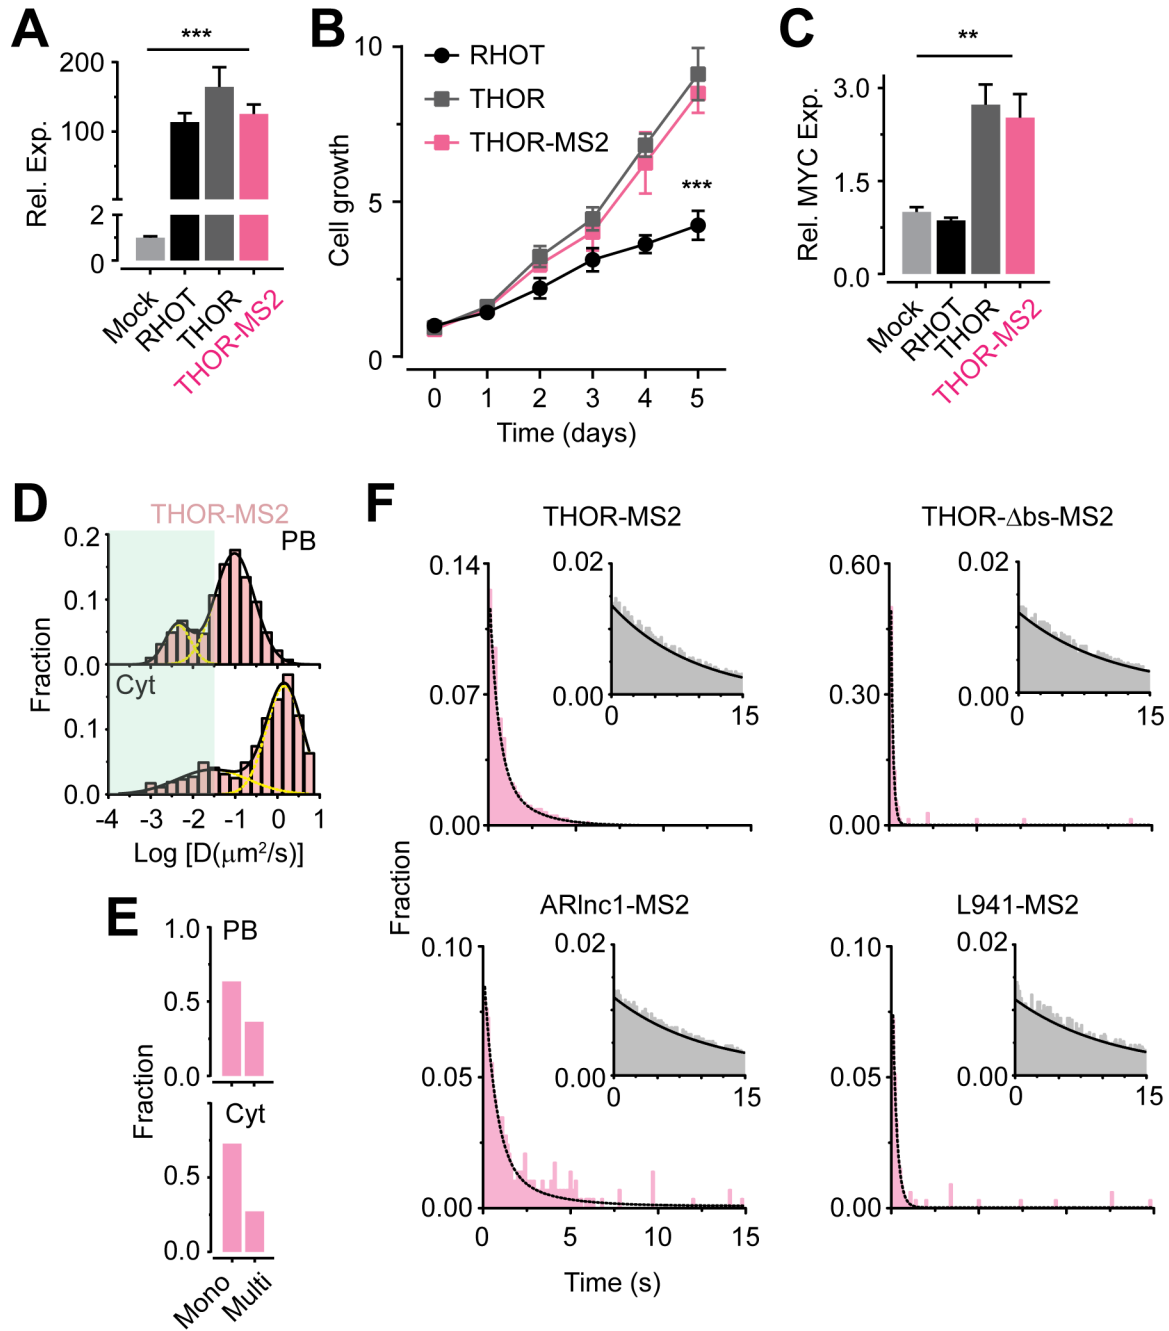 A
***
200
100
2
0
Rel. Exp.
Mock
RHOT
THOR
THOR-MS2
B
10
5
0
Cell growth
RHOT
THOR
THOR-MS2
***
0 1 2 3 4 5
Time (days)
C
**
3.0
1.5
0.0
Rel. MYC Exp.
Mock
RHOT
THOR
THOR-MS2
D
THOR-MS2
PB
0.2
0.1
0.0
Cyt
0.1
0.0
Fraction
-4 -3 -2 -1 0 1
Log [D(μm²/s)]
E
PB
1.0
0.5
0.0
Cyt
0.5
0.0
Fraction
Mono
Multi
F
Fraction
THOR-MS2
0.14
0.07
0.00
0.02
0.00
0 15
THOR-Δbs-MS2
0.60
0.30
0.00
0.02
0.00
0 15
ARlnc1-MS2
0.10
0.05
0.00
0.02
0.00
0 15
0 5 10 15
Time (s)
L941-MS2
0.10
0.05
0.00
0.02
0.00
0 15